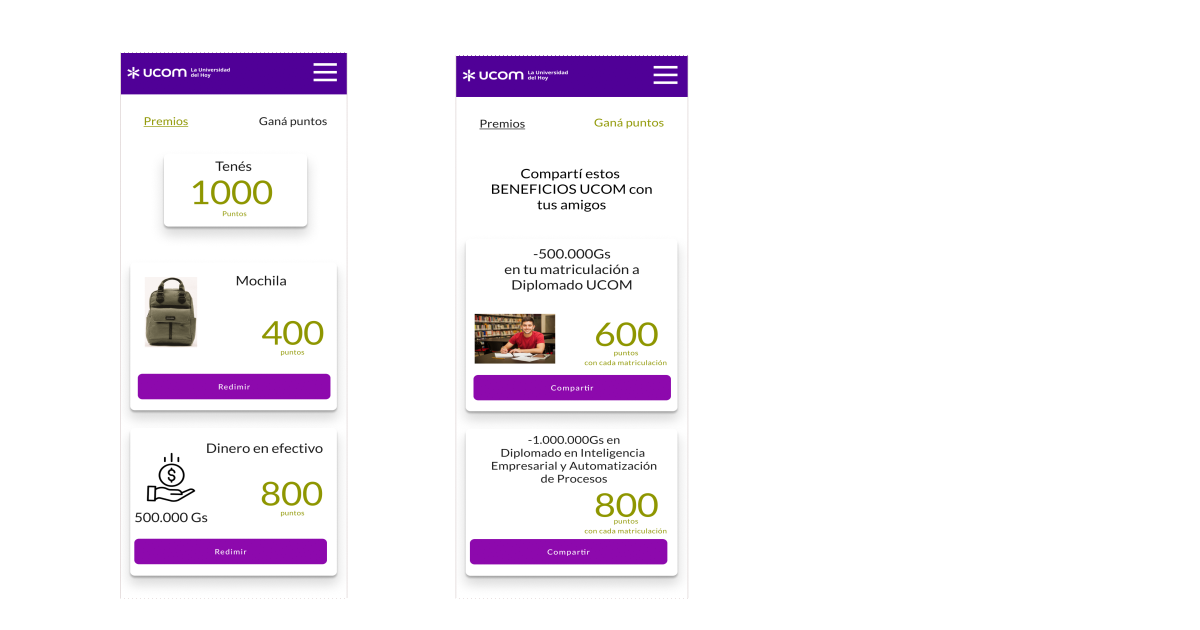 ucom La Universidad
del Hoy
Premios Ganá puntos
Tenés
1000
Puntos
Mochila
400
puntos
Redimir
Dinero en efectivo
$
800
puntos
500.000 Gs
Redimir
ucom La Universidad
del Hoy
Premios Ganá puntos
Compartí estos
BENEFICIOS UCOM con
tus amigos
-500.000Gs
en tu matriculación a
Diplomado UCOM
600
puntos
con cada matriculación
Compartir
-1.000.000Gs en
Diplomado en Inteligencia
Empresarial y Automatización
de Procesos
800
puntos
con cada matriculación
Compartir